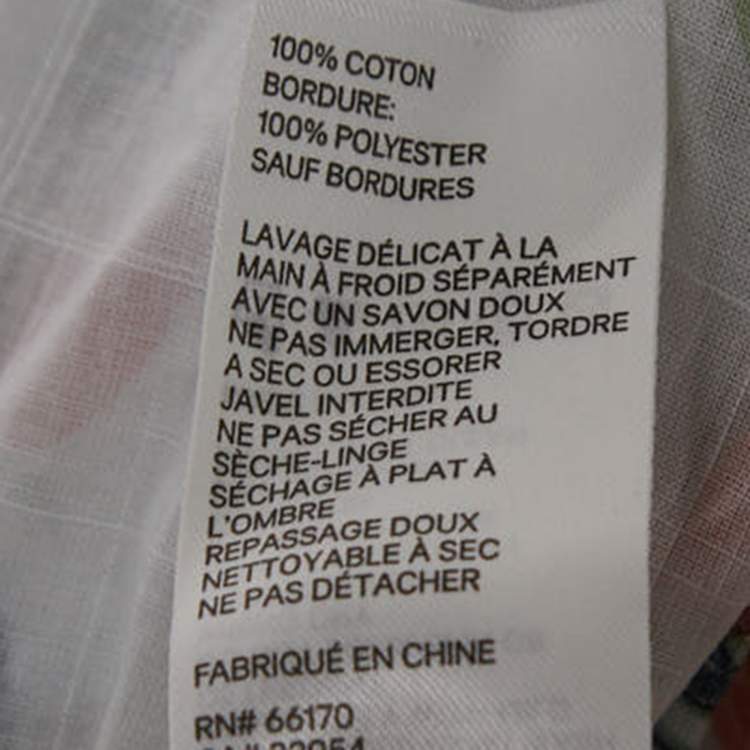 100% COTON
BORDURE:
100% POLYESTER
SAUF BORDURES
LAVAGE DÉLICAT À LA
MAIN À FROID SÉPARÉMENT
AVEC UN SAVON DOUX
NE PAS IMMERGER, TORDRE
A SEC OU ESSORER
JAVEL INTERDITE
NE PAS SÉCHER AU
SÈCHE-LINGE
SÉCHAGE À PLAT À
L'OMBRE
REPASSAGE DOUX
NETTOYABLE À SEC
NE PAS DÉTACHER
FABRIQUÉ EN CHINE
RN# 66170